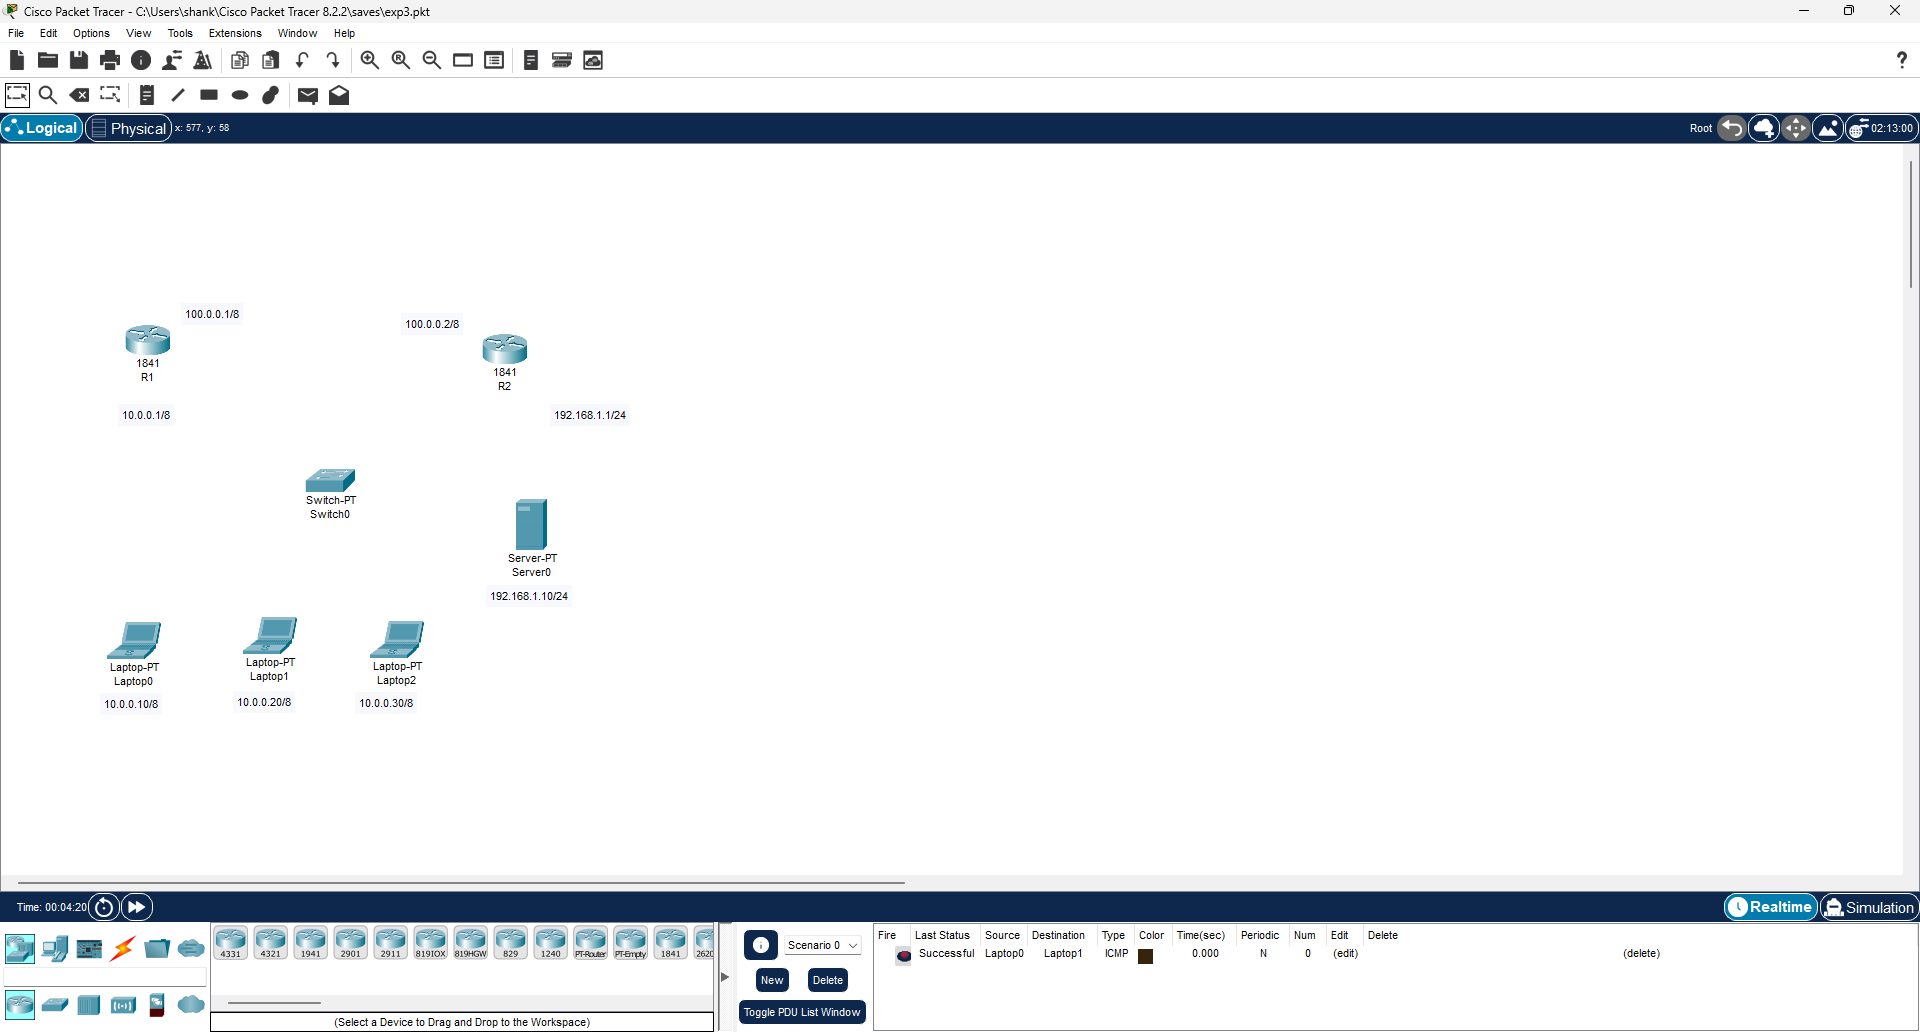 Cisco Packet Tracer - C:\Users\shank\Cisco Packet Tracer 8.2.2\saves\exp3.pkt
File Edit Options View Tools Extensions Window Help
Logical Physical x: 577, y: 58 Root 02:13:00
100.0.0.1/8
100.0.0.2/8
1841
R1
1841
R2
10.0.0.1/8
192.168.1.1/24
Switch-PT
Switch0
Server-PT
Server0
192.168.1.10/24
Laptop-PT
Laptop0
10.0.0.10/8
Laptop-PT
Laptop1
10.0.0.20/8
Laptop-PT
Laptop2
10.0.0.30/8
Time: 00:04:20 Realtime Simulation
4331 4321 1941 2901 2911 819IOX 819HGW 829 1240 PT-Router PT-Empty 1841 2620
(Select a Device to Drag and Drop to the Workspace)
Scenario 0
New Delete
Toggle PDU List Window
Fire Last Status Source Destination Type Color Time(sec) Periodic Num Edit Delete
Successful Laptop0 Laptop1 ICMP 0.000 N 0 (edit) (delete)